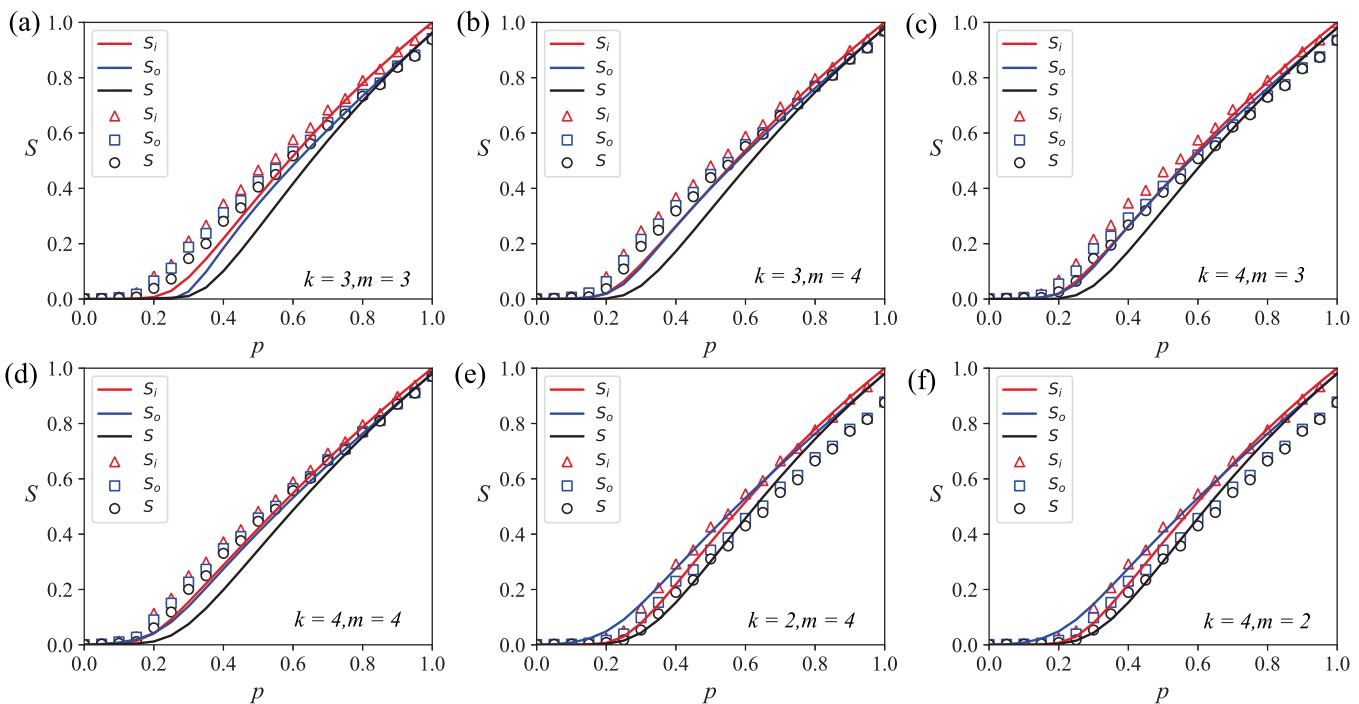 (a)
1.0
0.8
0.6
0.4
0.2
0.0
S
S_i
S_o
S
S_i
S_o
S
k = 3,m = 3
0.0 0.2 0.4 0.6 0.8 1.0
p
(b)
1.0
0.8
0.6
0.4
0.2
0.0
S
S_i
S_o
S
S_i
S_o
S
k = 3,m = 4
0.0 0.2 0.4 0.6 0.8 1.0
p
(c)
1.0
0.8
0.6
0.4
0.2
0.0
S
S_i
S_o
S
S_i
S_o
S
k = 4,m = 3
0.0 0.2 0.4 0.6 0.8 1.0
p
(d)
1.0
0.8
0.6
0.4
0.2
0.0
S
S_i
S_o
S
S_i
S_o
S
k = 4,m = 4
0.0 0.2 0.4 0.6 0.8 1.0
p
(e)
1.0
0.8
0.6
0.4
0.2
0.0
S
S_i
S_o
S
S_i
S_o
S
k = 2,m = 4
0.0 0.2 0.4 0.6 0.8 1.0
p
(f)
1.0
0.8
0.6
0.4
0.2
0.0
S
S_i
S_o
S
S_i
S_o
S
k = 4,m = 2
0.0 0.2 0.4 0.6 0.8 1.0
p